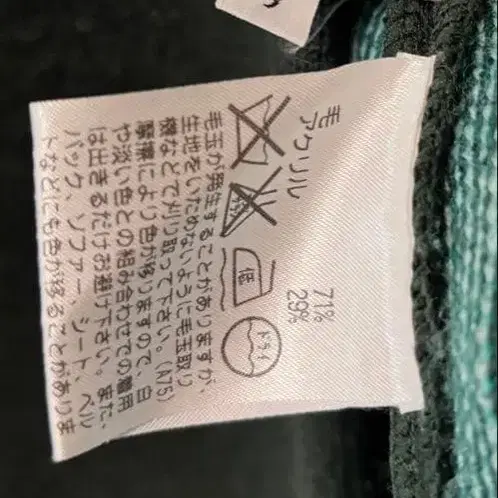 毛 71%
アクリル 29%
低
ドライ
毛玉が発生することがありますが、
生地をいためないように毛玉取り
機などで刈り取って下さい。(A75)
摩擦により色が移りますので、白
や淡い色との組み合わせでの着用
は出きるだけお避け下さい。また、
バック、ソファー、シート、ベル
トなどにも色が移ることがありま